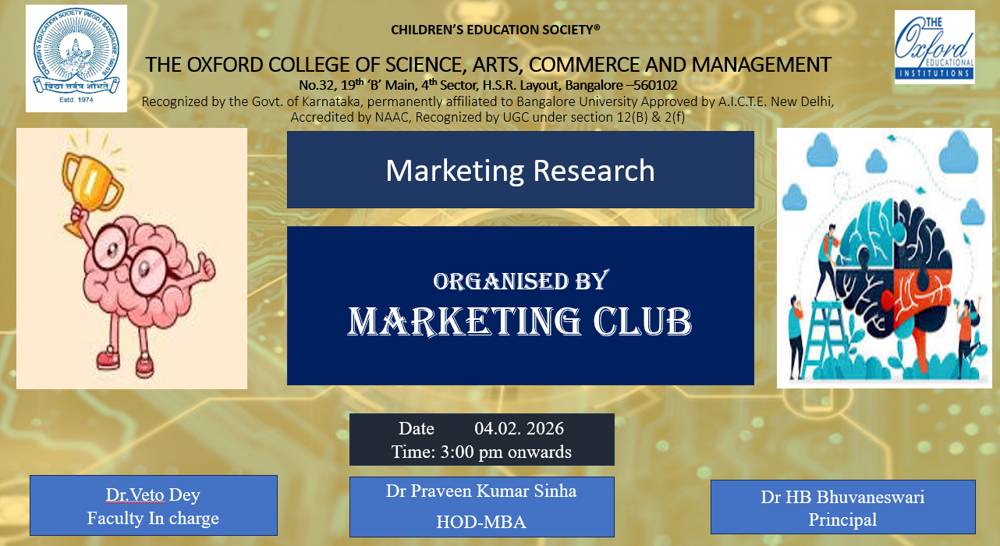 CHILDREN'S EDUCATION SOCIETY (REGD.) BANGALORE - 560 078
विद्या सर्वत्र शोभते
Estd. 1974
CHILDREN’S EDUCATION SOCIETY®
THE OXFORD COLLEGE OF SCIENCE, ARTS, COMMERCE AND MANAGEMENT
No.32, 19th ‘B’ Main, 4th Sector, H.S.R. Layout, Bangalore –560102
Recognized by the Govt. of Karnataka, permanently affiliated to Bangalore University Approved by A.I.C.T.E. New Delhi,
Accredited by NAAC, Recognized by UGC under section 12(B) & 2(f)
THE
Oxford
EDUCATIONAL
INSTITUTIONS
Marketing Research
ORGANISED BY
MARKETING CLUB
Date 04.02. 2026
Time: 3:00 pm onwards
Dr.Veto Dey
Faculty In charge
Dr Praveen Kumar Sinha
HOD-MBA
Dr HB Bhuvaneswari
Principal